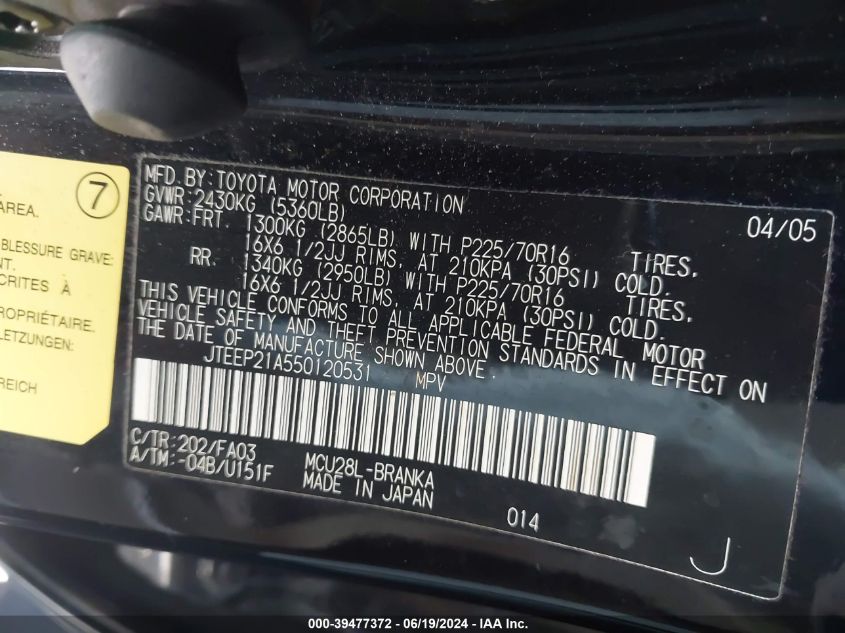 7
AREA.
BLESSURE GRAVE:
NT.
CRITES À
PROPRIÉTAIRE.
LETZUNGEN:
REICH
MFD.BY:TOYOTA MOTOR CORPORATION 04/05
GVWR:2430KG (5360LB)
GAWR:FRT. 1300KG (2865LB) WITH P225/70R16 TIRES,
16X6 1/2JJ RIMS, AT 210KPA (30PSI) COLD.
RR. 1340KG (2950LB) WITH P225/70R16 TIRES,
16X6 1/2JJ RIMS, AT 210KPA (30PSI) COLD.
THIS VEHICLE CONFORMS TO ALL APPLICABLE FEDERAL MOTOR
VEHICLE SAFETY AND THEFT PREVENTION STANDARDS IN EFFECT ON
THE DATE OF MANUFACTURE SHOWN ABOVE.
JTEEP21A550120531 MPV
C/TR:202/FA03 MCU28L-BRANKA
A/TM:-04B/U151F MADE IN JAPAN
014
J
000-39477372 - 06/19/2024 - IAA Inc.